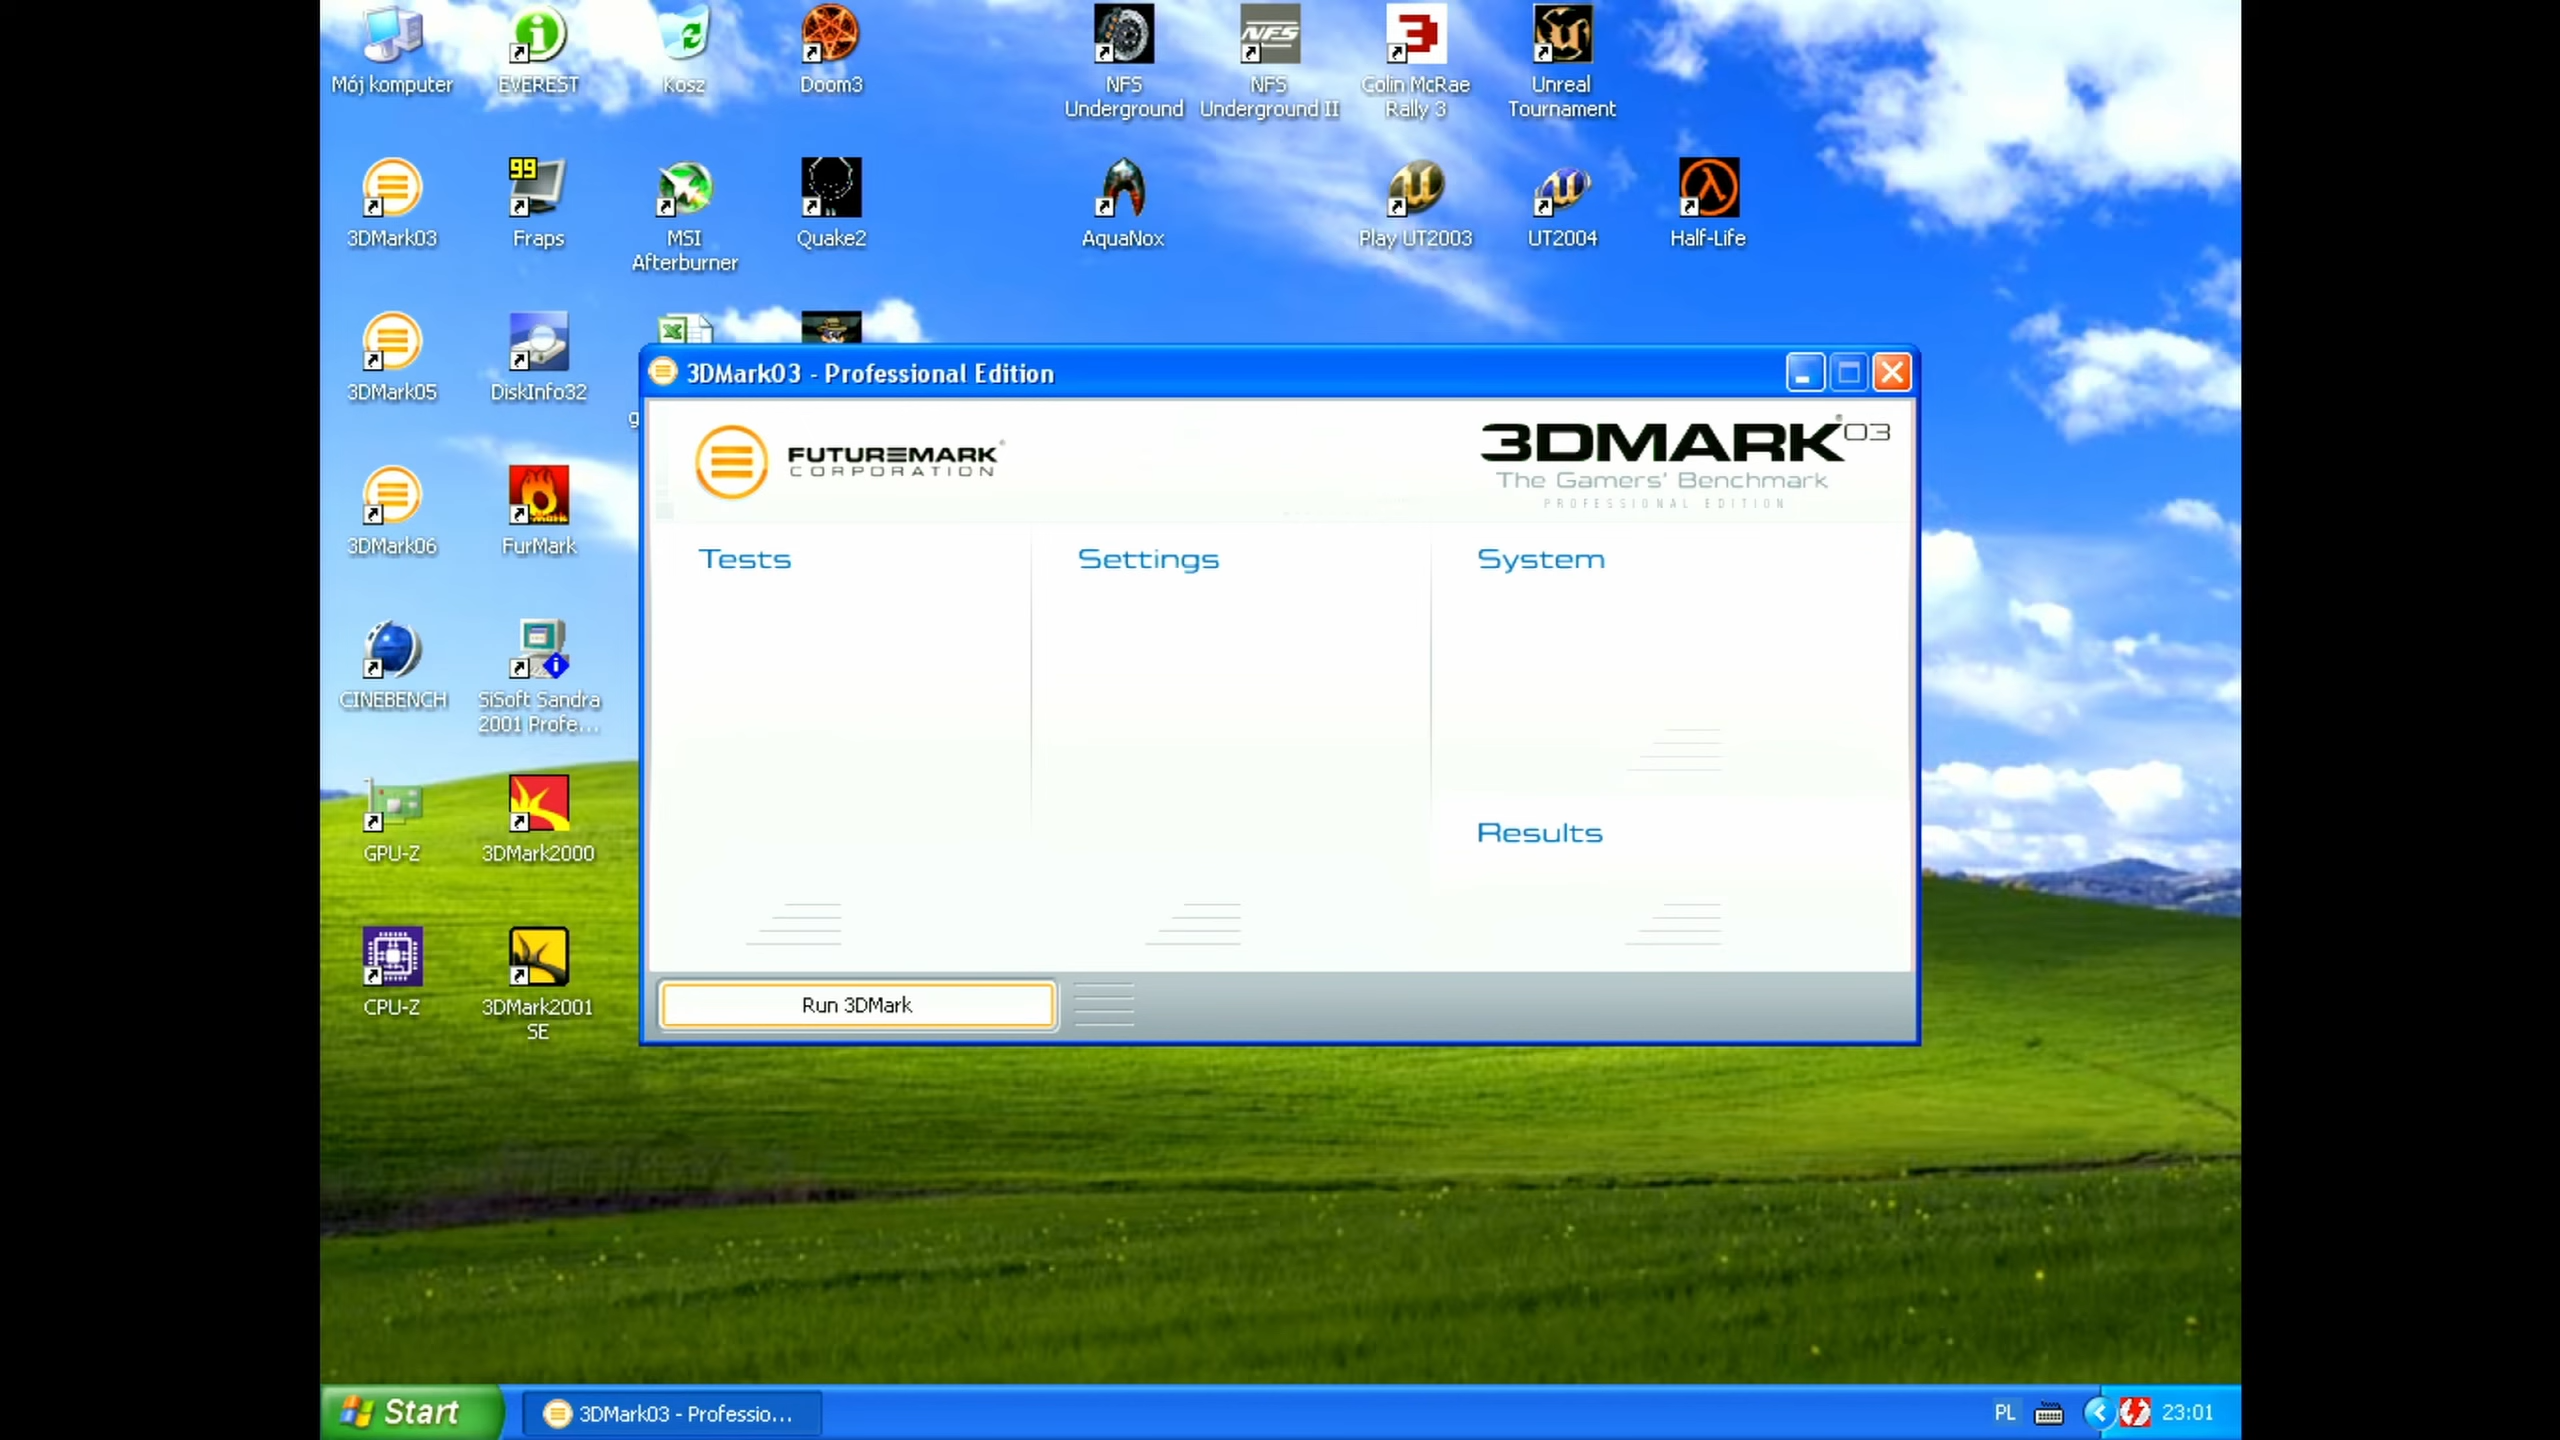 Mój komputer
EVEREST
Kosz
Doom3
NFS
Underground
NFS
Underground II
Colin McRae
Rally 3
Unreal
Tournament
3DMark03
99
Fraps
MSI
Afterburner
Quake2
AquaNox
Play UT2003
UT2004
Half-Life
3DMark05
DiskInfo32
g
3DMark06
FurMark
CINEBENCH
SiSoft Sandra
2001 Profe...
GPU-Z
3DMark2000
CPU-Z
3DMark2001
SE
3DMark03 - Professional Edition
FUTUREMARK®
CORPORATION
3DMARK®03
The Gamers' Benchmark
PROFESSIONAL EDITION
Tests
Settings
System
Results
Run 3DMark
Start
3DMark03 - Professio...
PL
23:01